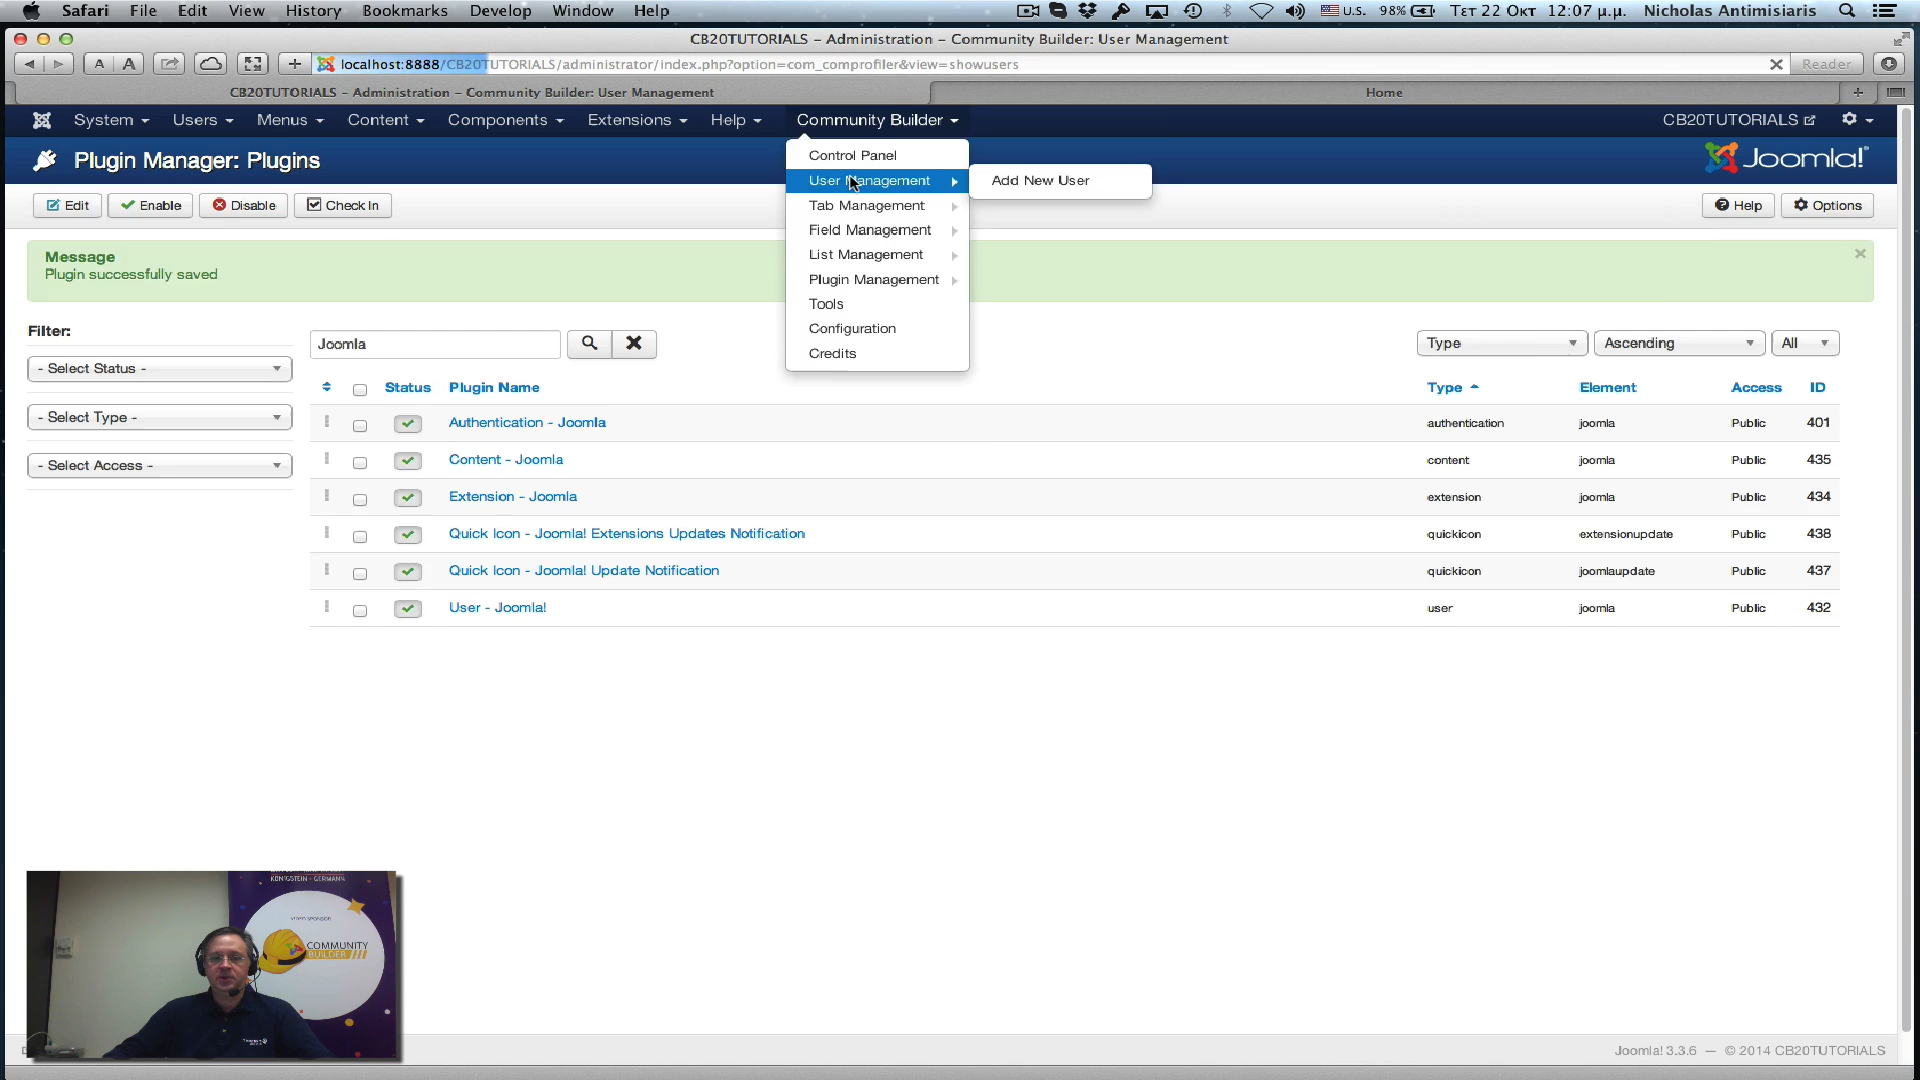 Safari File Edit View History Bookmarks Develop Window Help U.S. 98% Τετ 22 Οκτ 12:07 μ.μ. Nicholas Antimisiaris
CB20TUTORIALS – Administration – Community Builder: User Management
A A + localhost:8888/CB20TUTORIALS/administrator/index.php?option=com_comprofiler&view=showusers Reader
CB20TUTORIALS – Administration – Community Builder: User Management Home +
System Users Menus Content Components Extensions Help Community Builder CB20TUTORIALS
Plugin Manager: Plugins Joomla!
Control Panel
User Management Add New User
Tab Management
Field Management
List Management
Plugin Management
Tools
Configuration
Credits
Edit Enable Disable Check In Help Options
Message
Plugin successfully saved
Filter:
- Select Status -
- Select Type -
- Select Access -
Joomla Type Ascending All
Status Plugin Name Type Element Access ID
Authentication - Joomla authentication joomla Public 401
Content - Joomla content joomla Public 435
Extension - Joomla extension joomla Public 434
Quick Icon - Joomla! Extensions Updates Notification quickicon extensionupdate Public 438
Quick Icon - Joomla! Update Notification quickicon joomlaupdate Public 437
User - Joomla! user joomla Public 432
KÖNIGSTEIN - GERMANY
VIDEO SPONSOR
COMMUNITY
BUILDER
Joomla! 3.3.6 — © 2014 CB20TUTORIALS